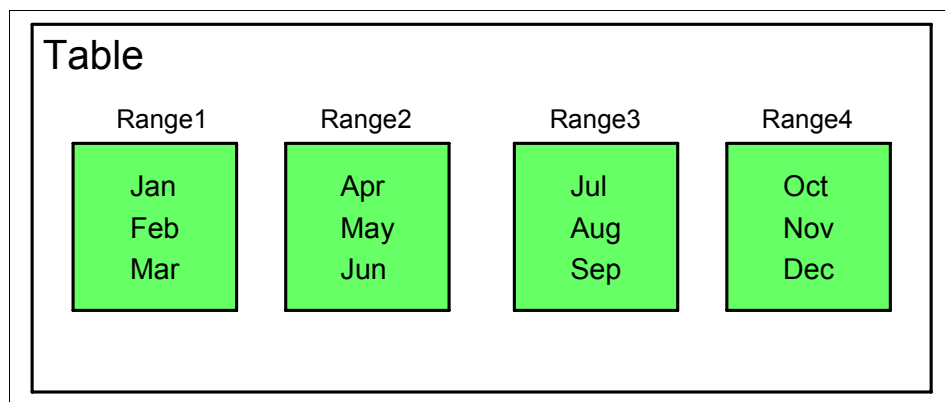 Table
Range1 Range2 Range3 Range4
Jan Apr Jul Oct
Feb May Aug Nov
Mar Jun Sep Dec